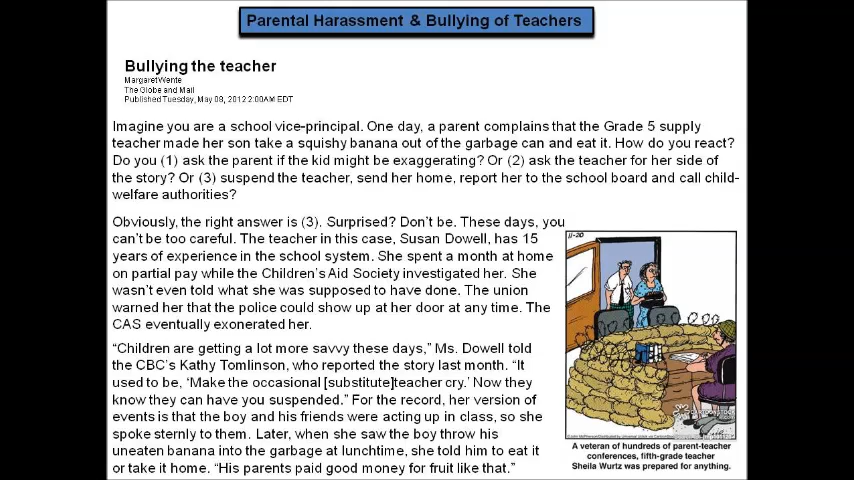 Parental Harassment & Bullying of Teachers
Bullying the teacher
Margaret Wente
The Globe and Mail
Published Tuesday, May 08, 2012 2:00AM EDT
Imagine you are a school vice-principal. One day, a parent complains that the Grade 5 supply
teacher made her son take a squishy banana out of the garbage can and eat it. How do you react?
Do you (1) ask the parent if the kid might be exaggerating? Or (2) ask the teacher for her side of
the story? Or (3) suspend the teacher, send her home, report her to the school board and call child-
welfare authorities?
Obviously, the right answer is (3). Surprised? Don't be. These days, you
can't be too careful. The teacher in this case, Susan Dowell, has 15
years of experience in the school system. She spent a month at home
on partial pay while the Children's Aid Society investigated her. She
wasn't even told what she was supposed to have done. The union
warned her that the police could show up at her door at any time. The
CAS eventually exonerated her.
“Children are getting a lot more savvy these days,” Ms. Dowell told
the CBC's Kathy Tomlinson, who reported the story last month. “It
used to be, ‘Make the occasional [substitute]teacher cry.’ Now they
know they can have you suspended.” For the record, her version of
events is that the boy and his friends were acting up in class, so she
spoke sternly to them. Later, when she saw the boy throw his
uneaten banana into the garbage at lunchtime, she told him to eat it
or take it home. “His parents paid good money for fruit like that.”
11-20
A veteran of hundreds of parent-teacher
conferences, fifth-grade teacher
Sheila Wurtz was prepared for anything.